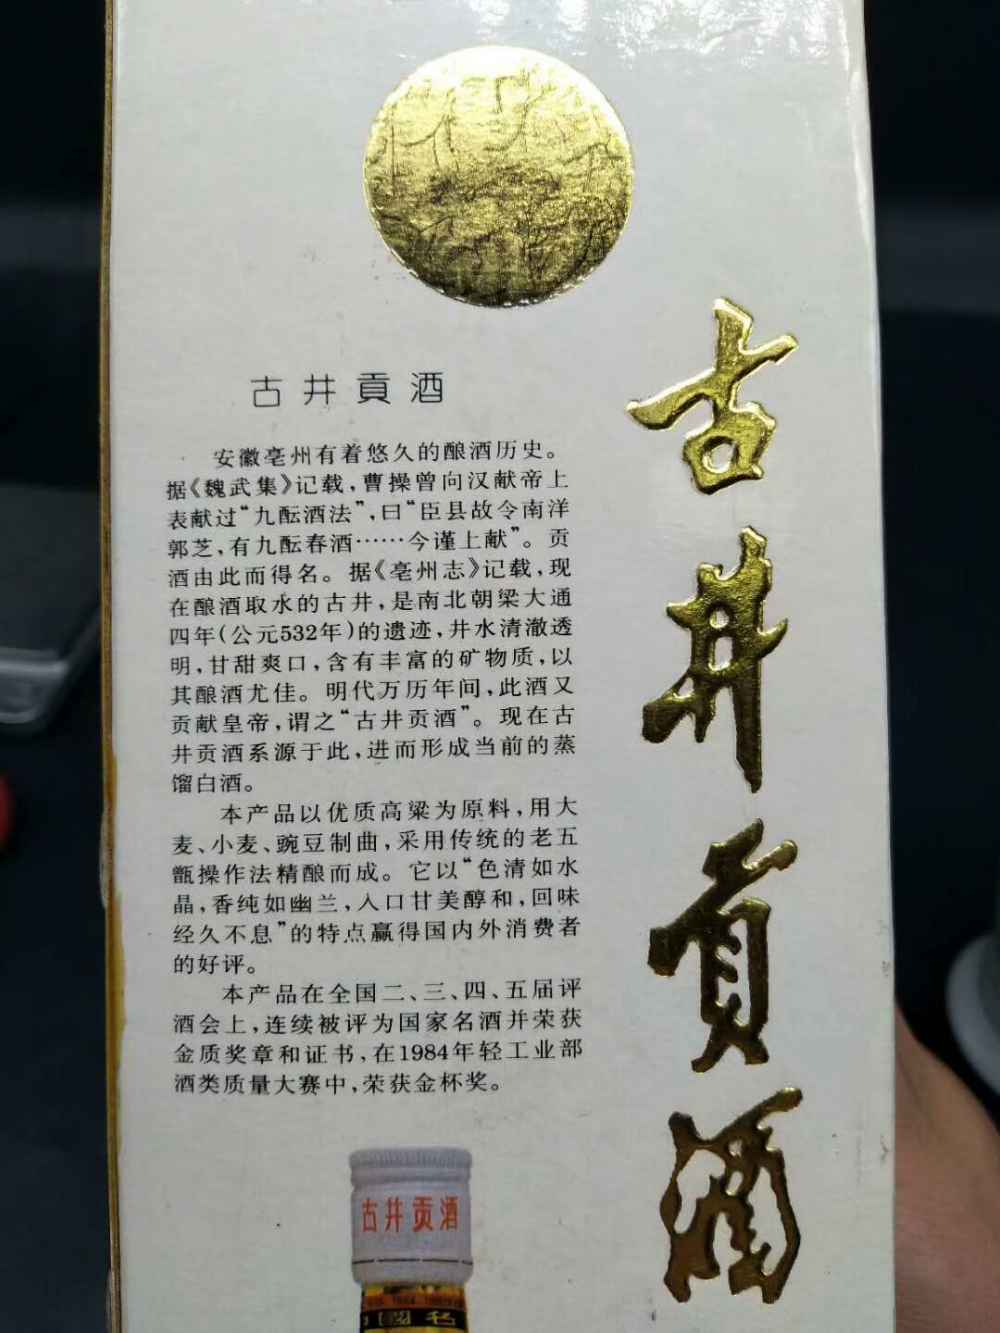 古井貢酒
安徽亳州有着悠久的酿酒历史。
据《魏武集》记载，曹操曾向汉献帝上
表献过“九酝酒法”，曰“臣县故令南洋
郭芝，有九酝春酒……今谨上献”。贡
酒由此而得名。据《亳州志》记载，现
在酿酒取水的古井，是南北朝梁大通
四年(公元532年)的遗迹，井水清澈透
明，甘甜爽口，含有丰富的矿物质，以
其酿酒尤佳。明代万历年间，此酒又
贡献皇帝，谓之“古井贡酒”。现在古
井贡酒系源于此，进而形成当前的蒸
馏白酒。
本产品以优质高粱为原料，用大
麦、小麦、豌豆制曲，采用传统的老五
甑操作法精酿而成。它以“色清如水
晶，香纯如幽兰，入口甘美醇和，回味
经久不息”的特点赢得国内外消费者
的好评。
本产品在全国二、三、四、五届评
酒会上，连续被评为国家名酒并荣获
金质奖章和证书，在1984年轻工业部
酒类质量大赛中，荣获金杯奖。
古井貢酒
古井贡酒
國名